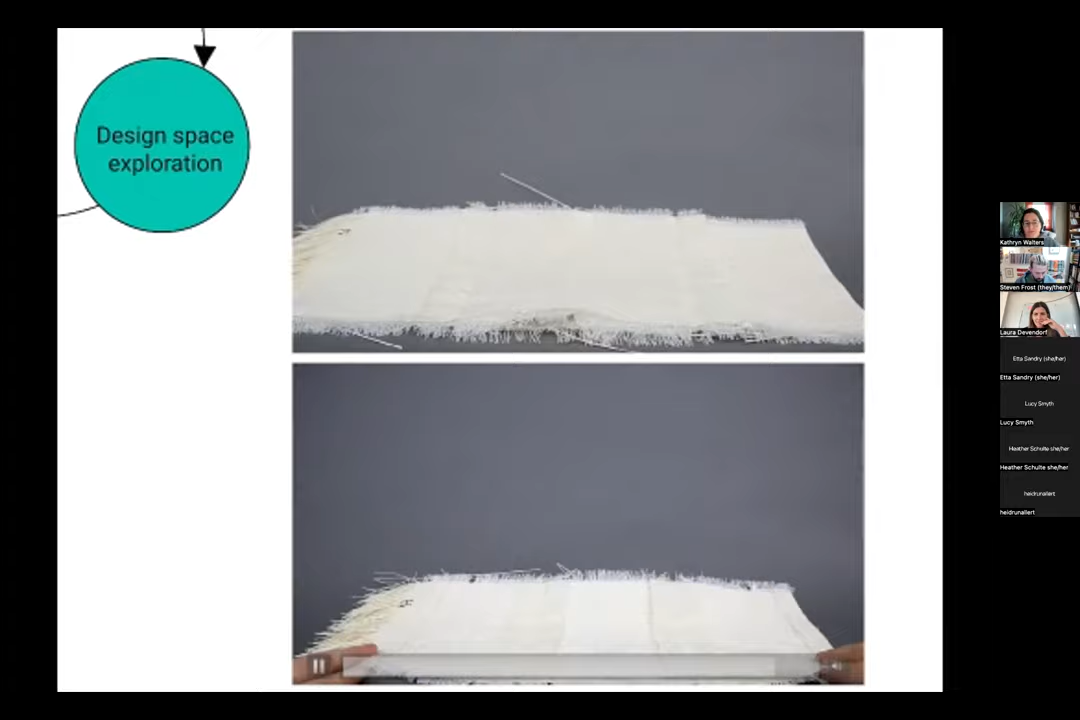 Design space
exploration
Kathryn Walters
Steven Frost (they/them)
Laura Devendorf
Etta Sandry (she/her)
Etta Sandry (she/her)
Lucy Smyth
Lucy Smyth
Heather Schulte she/her
Heather Schulte she/her
heidrunallert
heidrunallert